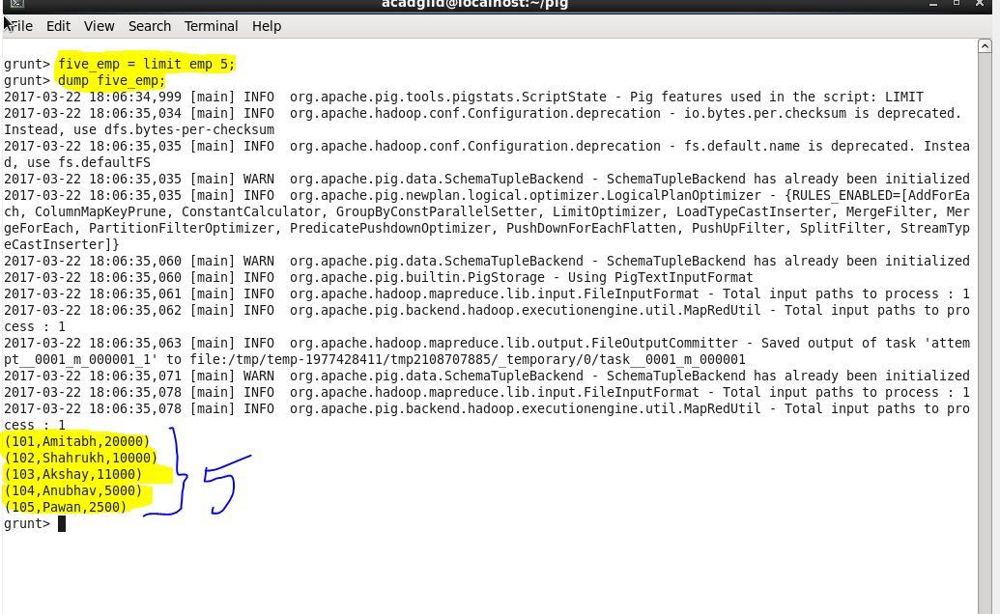 acadgild@localhost:~/pig
File Edit View Search Terminal Help
grunt> five_emp = limit emp 5;
grunt> dump five_emp;
2017-03-22 18:06:34,999 [main] INFO  org.apache.pig.tools.pigstats.ScriptState - Pig features used in the script: LIMIT
2017-03-22 18:06:35,034 [main] INFO  org.apache.hadoop.conf.Configuration.deprecation - io.bytes.per.checksum is deprecated.
Instead, use dfs.bytes-per-checksum
2017-03-22 18:06:35,035 [main] INFO  org.apache.hadoop.conf.Configuration.deprecation - fs.default.name is deprecated. Instea
d, use fs.defaultFS
2017-03-22 18:06:35,035 [main] WARN  org.apache.pig.data.SchemaTupleBackend - SchemaTupleBackend has already been initialized
2017-03-22 18:06:35,035 [main] INFO  org.apache.pig.newplan.logical.optimizer.LogicalPlanOptimizer - {RULES_ENABLED=[AddForEa
ch, ColumnMapKeyPrune, ConstantCalculator, GroupByConstParallelSetter, LimitOptimizer, LoadTypeCastInserter, MergeFilter, Mer
geForEach, PartitionFilterOptimizer, PredicatePushdownOptimizer, PushDownForEachFlatten, PushUpFilter, SplitFilter, StreamTyp
eCastInserter]}
2017-03-22 18:06:35,060 [main] WARN  org.apache.pig.data.SchemaTupleBackend - SchemaTupleBackend has already been initialized
2017-03-22 18:06:35,060 [main] INFO  org.apache.pig.builtin.PigStorage - Using PigTextInputFormat
2017-03-22 18:06:35,061 [main] INFO  org.apache.hadoop.mapreduce.lib.input.FileInputFormat - Total input paths to process : 1
2017-03-22 18:06:35,062 [main] INFO  org.apache.pig.backend.hadoop.executionengine.util.MapRedUtil - Total input paths to pro
cess : 1
2017-03-22 18:06:35,063 [main] INFO  org.apache.hadoop.mapreduce.lib.output.FileOutputCommitter - Saved output of task 'attem
pt__0001_m_000001_1' to file:/tmp/temp-1977428411/tmp2108707885/_temporary/0/task__0001_m_000001
2017-03-22 18:06:35,071 [main] WARN  org.apache.pig.data.SchemaTupleBackend - SchemaTupleBackend has already been initialized
2017-03-22 18:06:35,078 [main] INFO  org.apache.hadoop.mapreduce.lib.input.FileInputFormat - Total input paths to process : 1
2017-03-22 18:06:35,078 [main] INFO  org.apache.pig.backend.hadoop.executionengine.util.MapRedUtil - Total input paths to pro
cess : 1
(101,Amitabh,20000)
(102,Shahrukh,10000)
(103,Akshay,11000)
(104,Anubhav,5000)
(105,Pawan,2500)
} 5
grunt>